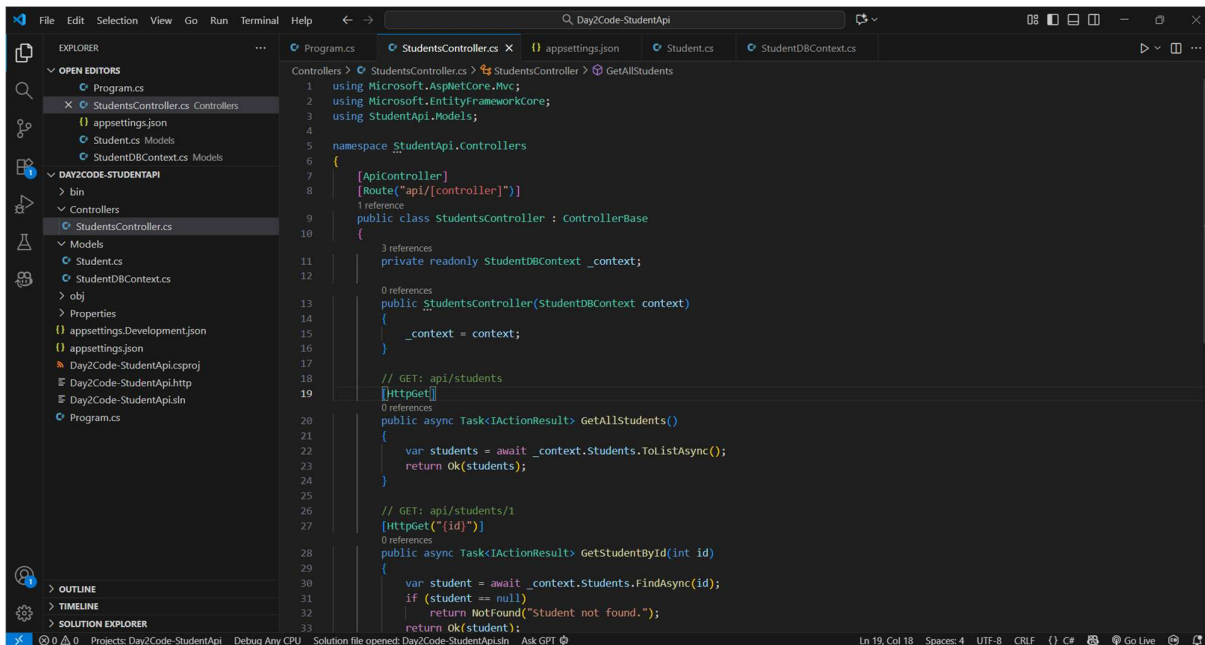 File Edit Selection View Go Run Terminal Help
Day2Code-StudentApi
EXPLORER
OPEN EDITORS
Program.cs
StudentsController.cs Controllers
{} appsettings.json
Student.cs Models
StudentDBContext.cs Models
DAY2CODE-STUDENTAPI
bin
Controllers
StudentsController.cs
Models
Student.cs
StudentDBContext.cs
obj
Properties
{} appsettings.Development.json
{} appsettings.json
Day2Code-StudentApi.csproj
Day2Code-StudentApi.http
Day2Code-StudentApi.sln
Program.cs
OUTLINE
TIMELINE
SOLUTION EXPLORER
1
1
Program.cs StudentsController.cs {} appsettings.json Student.cs StudentDBContext.cs
Controllers > StudentsController.cs > StudentsController > GetAllStudents
1 using Microsoft.AspNetCore.Mvc;
2 using Microsoft.EntityFrameworkCore;
3 using StudentApi.Models;
4
5 namespace StudentApi.Controllers
6 {
7 [ApiController]
8 [Route("api/[controller]")]
1 reference
9 public class StudentsController : ControllerBase
10 {
3 references
11 private readonly StudentDBContext _context;
12
0 references
13 public StudentsController(StudentDBContext context)
14 {
15 _context = context;
16 }
17
18 // GET: api/students
19 [HttpGet]
0 references
20 public async Task<IActionResult> GetAllStudents()
21 {
22 var students = await _context.Students.ToListAsync();
23 return Ok(students);
24 }
25
26 // GET: api/students/1
27 [HttpGet("{id}")]
0 references
28 public async Task<IActionResult> GetStudentById(int id)
29 {
30 var student = await _context.Students.FindAsync(id);
31 if (student == null)
32 return NotFound("Student not found.");
33 return Ok(student);
0 0 Projects: Day2Code-StudentApi Debug Any CPU Solution file opened: Day2Code-StudentApi.sln Ask GPT Ln 19, Col 18 Spaces: 4 UTF-8 CRLF {} C# Go Live